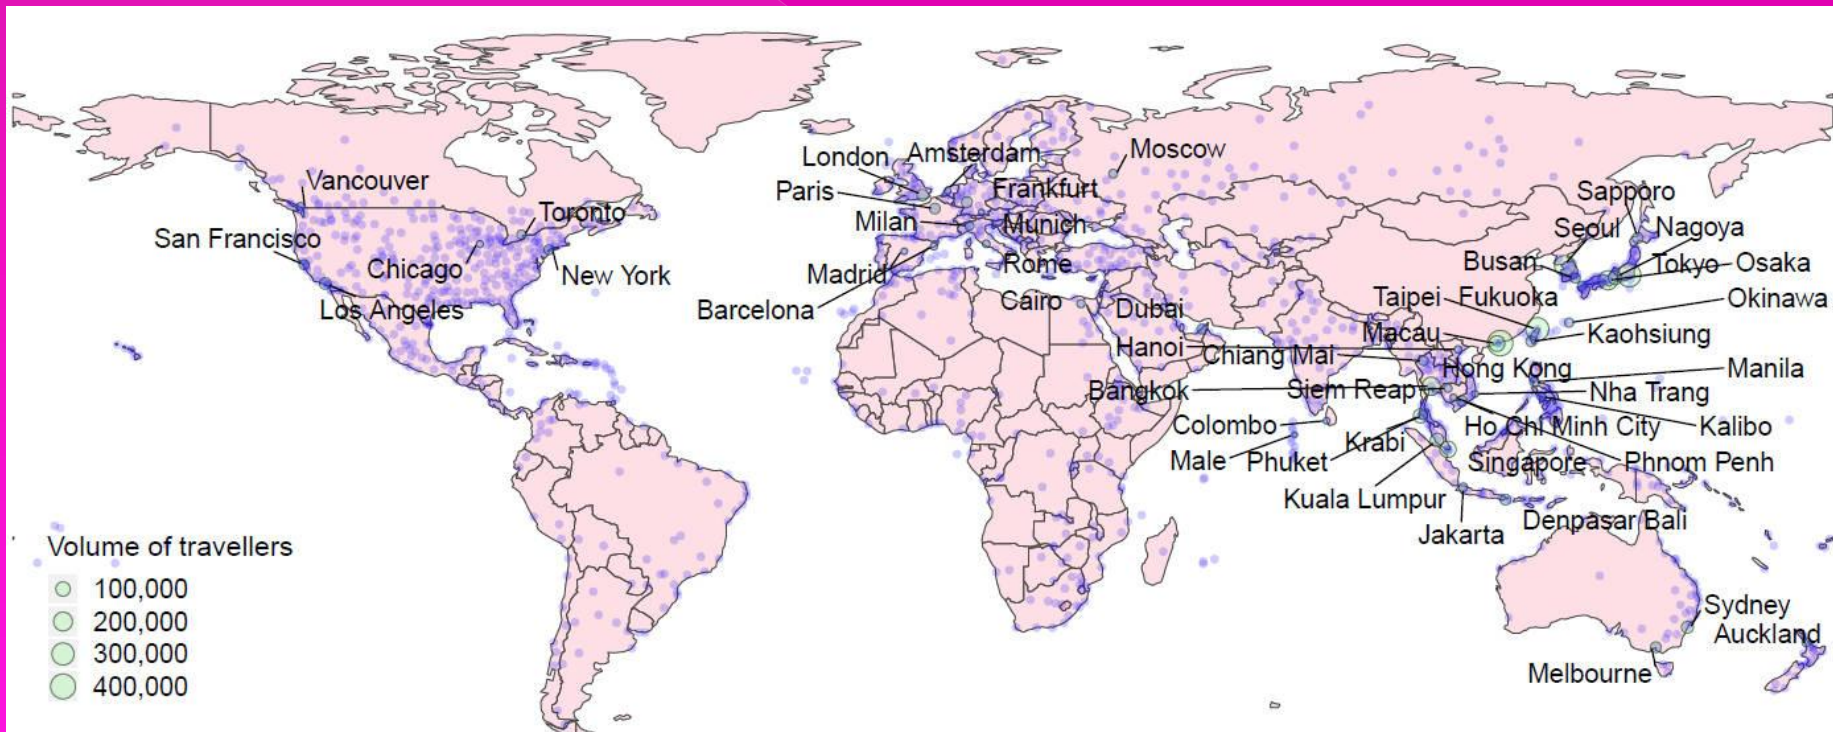 London
Amsterdam
Moscow
Paris
Frankfurt
Vancouver
Sapporo
Toronto
Milan
Munich
Seoul
Nagoya
San Francisco
Chicago
New York
Madrid
Rome
Busan
Tokyo
Osaka
Los Angeles
Barcelona
Cairo
Dubai
Taipei
Fukuoka
Okinawa
Macau
Kaohsiung
Hanoi
Chiang Mai
Hong Kong
Manila
Bangkok
Siem Reap
Nha Trang
Colombo
Krabi
Ho Chi Minh City
Kalibo
Male
Phuket
Singapore
Phnom Penh
Kuala Lumpur
Jakarta
Denpasar Bali
Sydney
Auckland
Melbourne
Volume of travellers
100,000
200,000
300,000
400,000